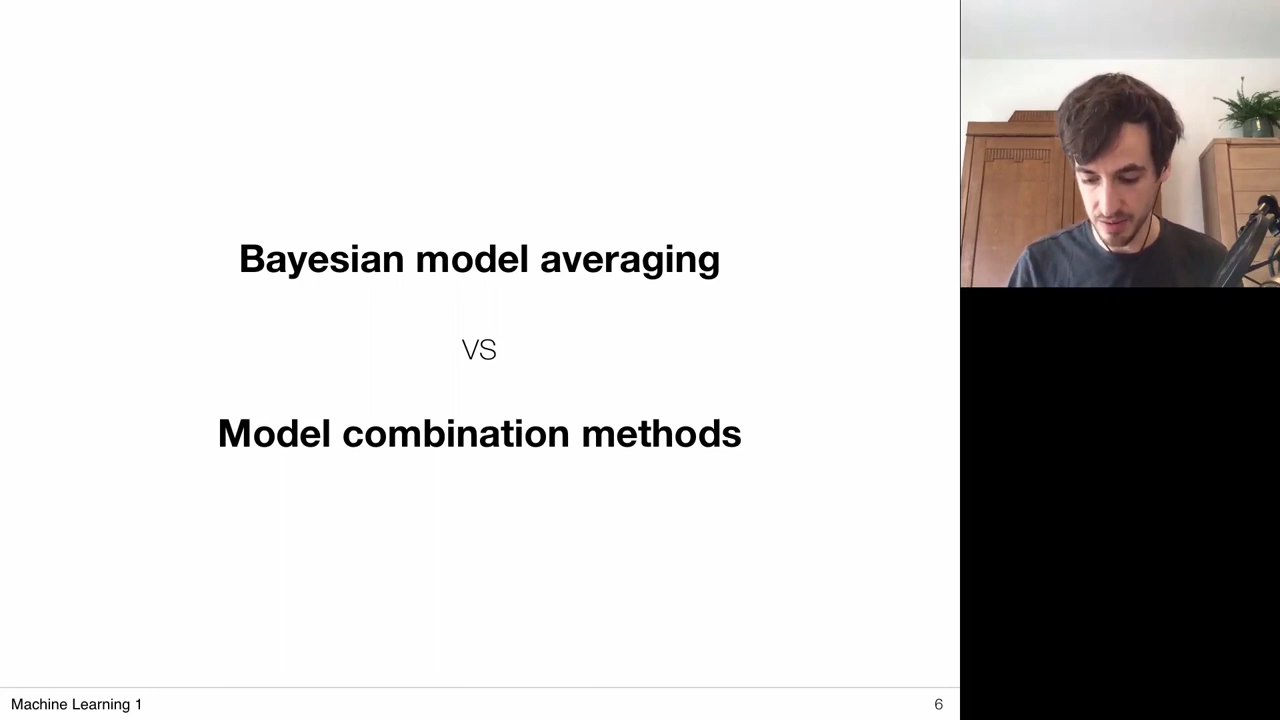 Bayesian model averaging
VS
Model combination methods
Machine Learning 1
6